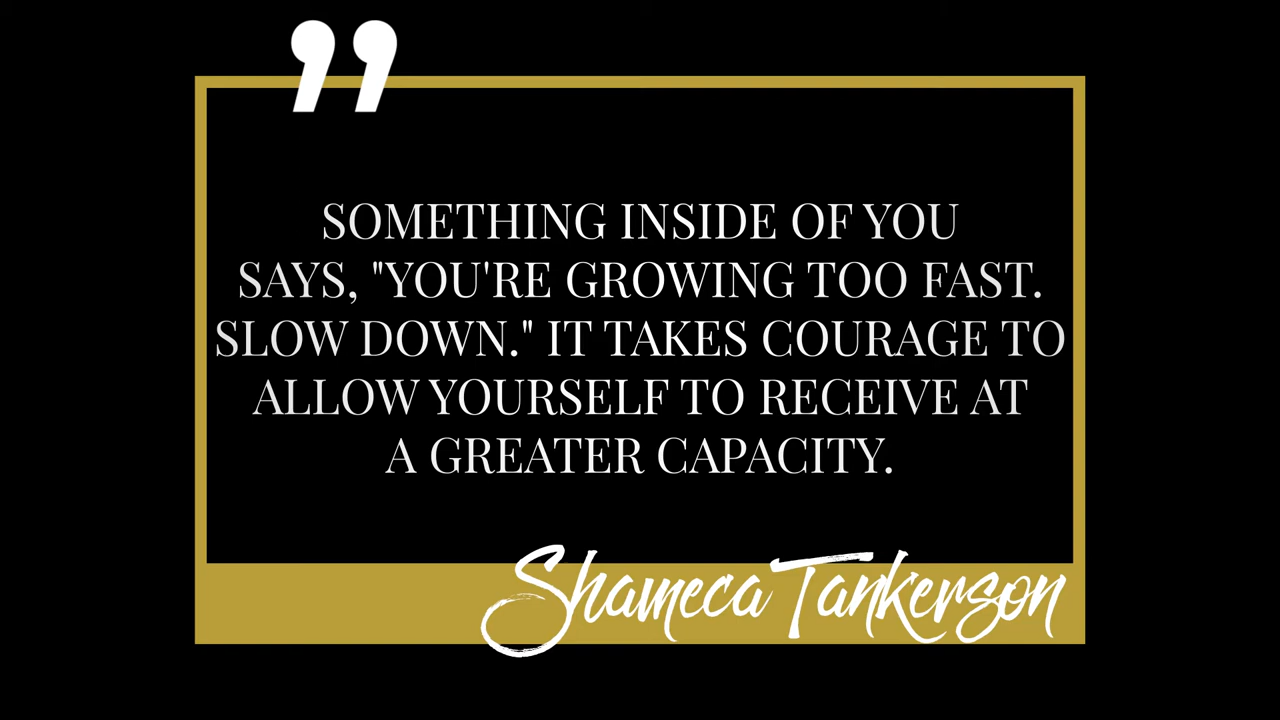 ”
SOMETHING INSIDE OF YOU
SAYS, "YOU'RE GROWING TOO FAST.
SLOW DOWN." IT TAKES COURAGE TO
ALLOW YOURSELF TO RECEIVE AT
A GREATER CAPACITY.
Shameca Tankerson